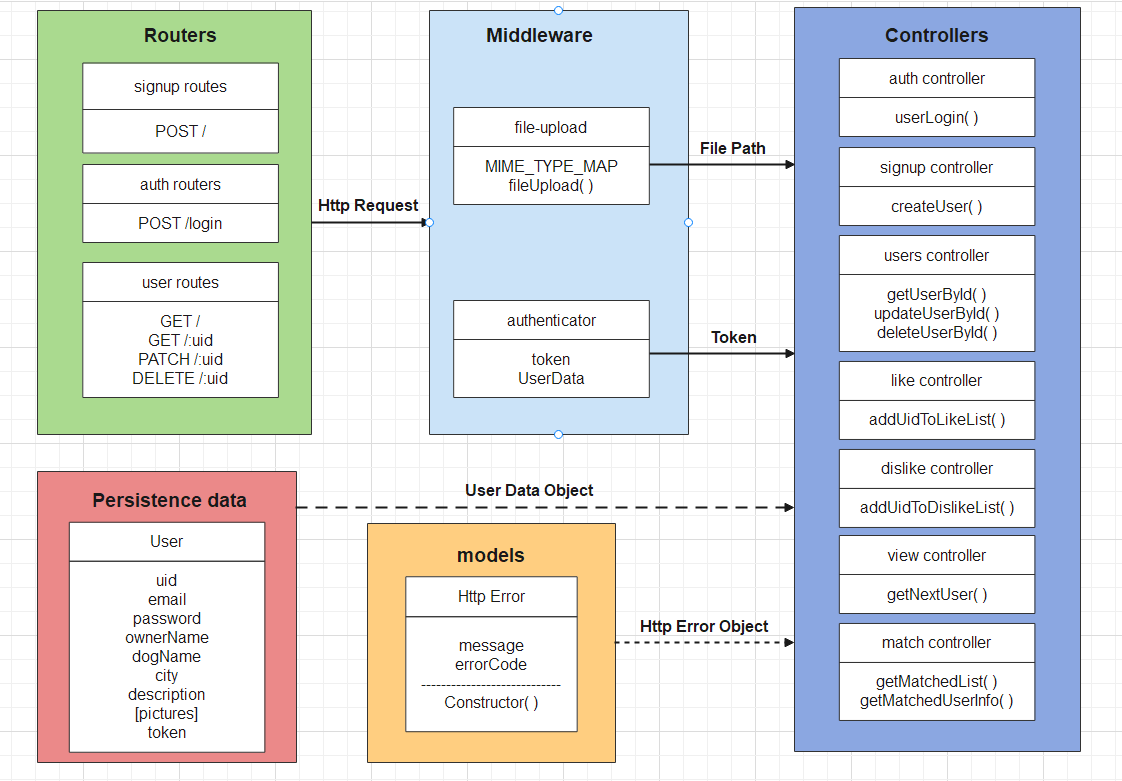 Routers
signup routes
POST /
auth routers
POST /login
user routes
GET /
GET /:uid
PATCH /:uid
DELETE /:uid
Http Request
Middleware
file-upload
MIME_TYPE_MAP
fileUpload( )
authenticator
token
UserData
File Path
Token
Controllers
auth controller
userLogin( )
signup controller
createUser( )
users controller
getUserById( )
updateUserById( )
deleteUserById( )
like controller
addUidToLikeList( )
dislike controller
addUidToDislikeList( )
view controller
getNextUser( )
match controller
getMatchedList( )
getMatchedUserInfo( )
Persistence data
User
uid
email
password
ownerName
dogName
city
description
[pictures]
token
User Data Object
models
Http Error
message
errorCode
----------------------------
Constructor( )
Http Error Object